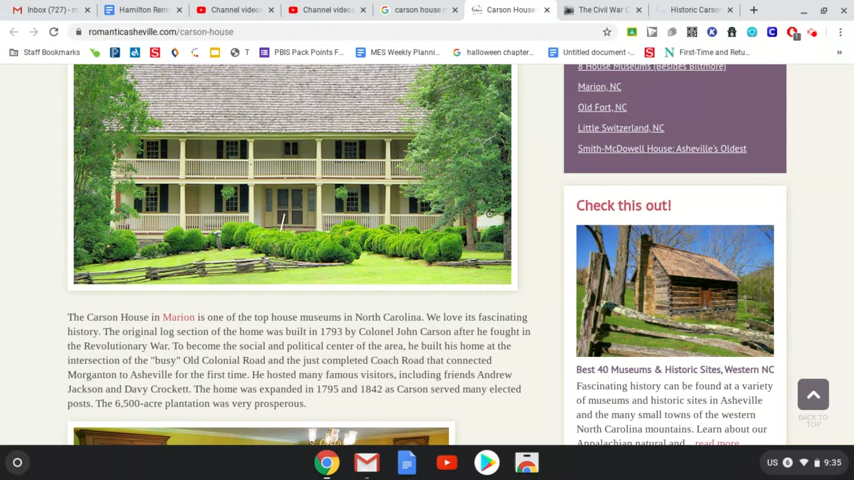 Inbox (727) - m
Hamilton Rem
Channel videos
Channel videos
carson house n
Carson House
The Civil War C
Historic Carson
romanticasheville.com/carson-house
Staff Bookmarks
T
PBIS Pack Points F...
MES Weekly Planni...
halloween chapter...
Untitled document -...
First-Time and Retu...
8 House Museums (Besides Biltmore)
Marion, NC
Old Fort, NC
Little Switzerland, NC
Smith-McDowell House: Asheville's Oldest
Check this out!
The Carson House in Marion is one of the top house museums in North Carolina. We love its fascinating
history. The original log section of the home was built in 1793 by Colonel John Carson after he fought in
the Revolutionary War. To become the social and political center of the area, he built his home at the
intersection of the "busy" Old Colonial Road and the just completed Coach Road that connected
Morganton to Asheville for the first time. He hosted many famous visitors, including friends Andrew
Jackson and Davy Crockett. The home was expanded in 1795 and 1842 as Carson served many elected
posts. The 6,500-acre plantation was very prosperous.
Best 40 Museums & Historic Sites, Western NC
Fascinating history can be found at a variety
of museums and historic sites in Asheville
and the many small towns of the western
North Carolina mountains. Learn about our
Appalachian natural and... read more
BACK TO
TOP
US 6 9:35